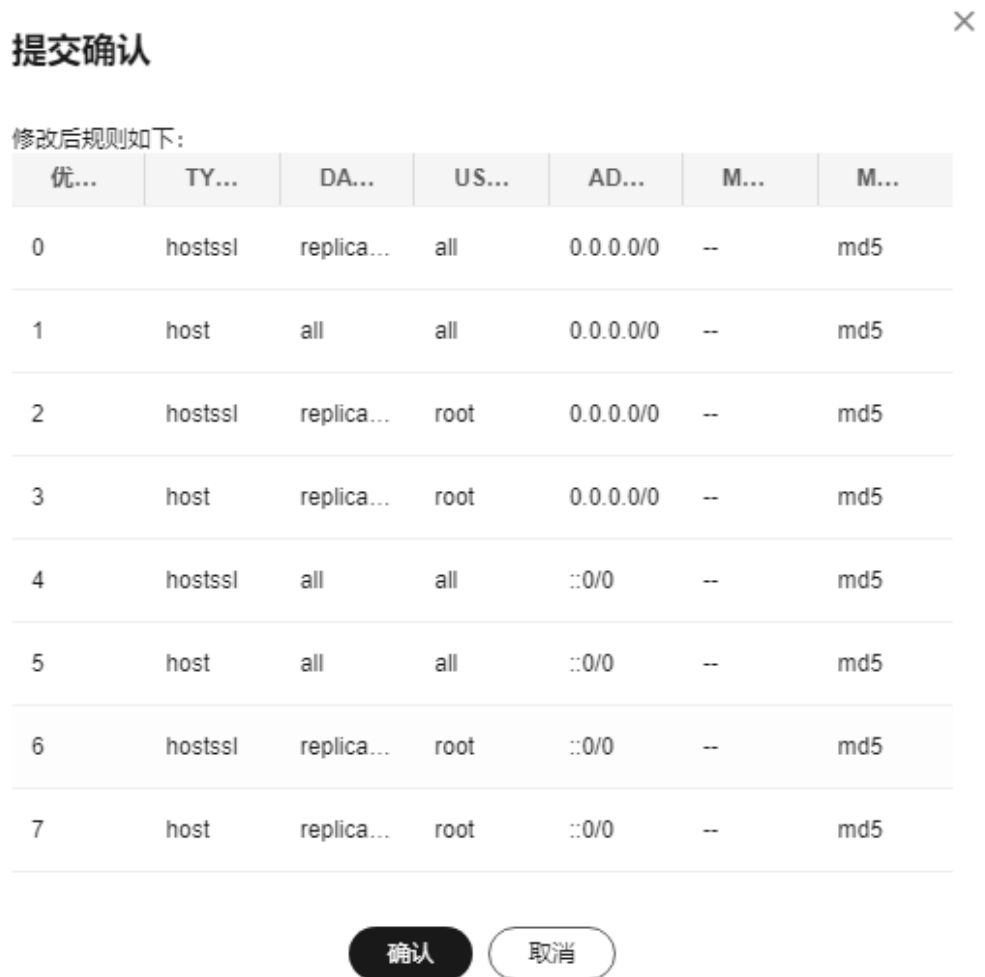 提交确认
修改后规则如下：
优... TY... DA... US... AD... M... M...
0 hostssl replica... all 0.0.0.0/0 -- md5
1 host all all 0.0.0.0/0 -- md5
2 hostssl replica... root 0.0.0.0/0 -- md5
3 host replica... root 0.0.0.0/0 -- md5
4 hostssl all all ::0/0 -- md5
5 host all all ::0/0 -- md5
6 hostssl replica... root ::0/0 -- md5
7 host replica... root ::0/0 -- md5
确认 取消